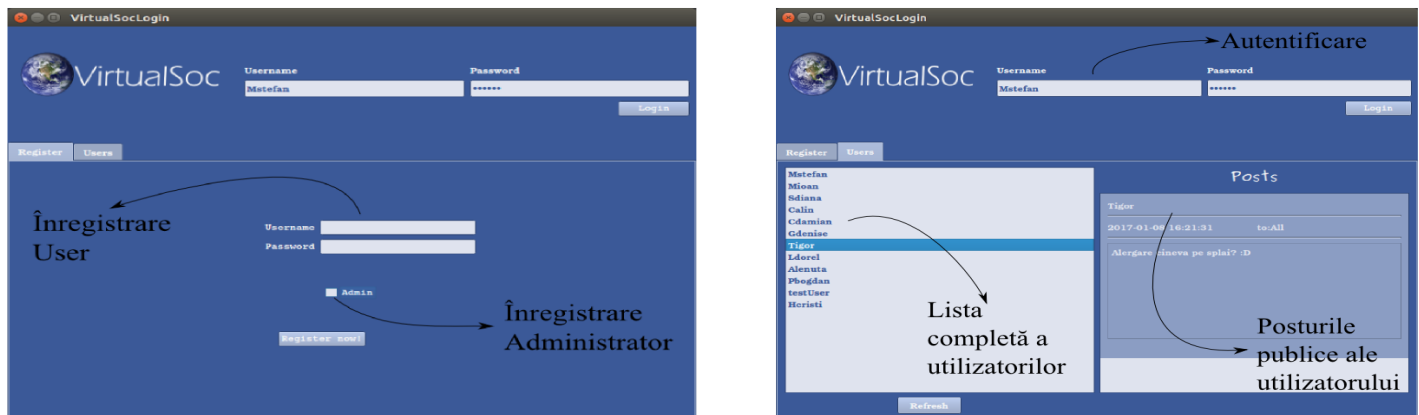 VirtualSocLogin
VirtualSoc
Username
Password
Mstefan
••••••
Login
Register
Users
Înregistrare
User
Username
Password
Admin
Înregistrare
Administrator
Register now!
VirtualSocLogin
Autentificare
VirtualSoc
Username
Password
Mstefan
••••••
Login
Register
Users
Mstefan
Mioan
Sdiana
Calin
Cdamian
Gdenise
Tigor
Ldorel
Alenuta
Pbogdan
testUser
Hcristi
Lista
completă a
utilizatorilor
Refresh
Posts
Tigor
2017-01-08 16:21:31 to:All
Alergare cineva pe splai? :D
Posturile
publice ale
utilizatorului